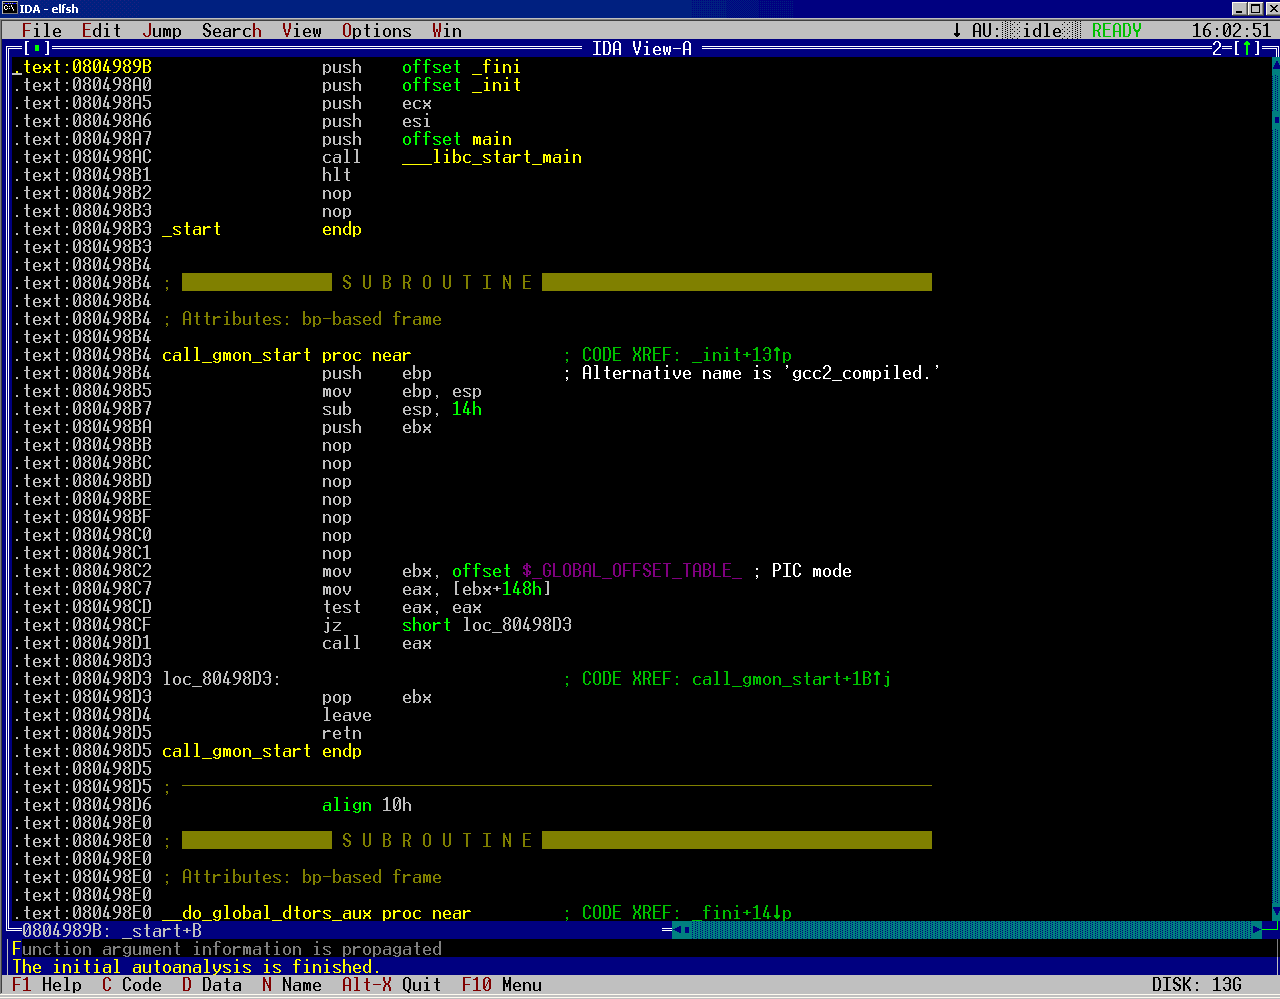 IDA - elfsh
File Edit Jump Search View Options Win ↓ AU: idle READY 16:02:51
[▪] IDA View-A 2=[↑]
.text:0804989B push offset _fini
.text:080498A0 push offset _init
.text:080498A5 push ecx
.text:080498A6 push esi
.text:080498A7 push offset main
.text:080498AC call ___libc_start_main
.text:080498B1 hlt
.text:080498B2 nop
.text:080498B3 nop
.text:080498B3 _start endp
.text:080498B3
.text:080498B4
.text:080498B4 ; S U B R O U T I N E
.text:080498B4
.text:080498B4 ; Attributes: bp-based frame
.text:080498B4
.text:080498B4 call_gmon_start proc near ; CODE XREF: _init+13↑p
.text:080498B4 push ebp ; Alternative name is 'gcc2_compiled.'
.text:080498B5 mov ebp, esp
.text:080498B7 sub esp, 14h
.text:080498BA push ebx
.text:080498BB nop
.text:080498BC nop
.text:080498BD nop
.text:080498BE nop
.text:080498BF nop
.text:080498C0 nop
.text:080498C1 nop
.text:080498C2 mov ebx, offset $_GLOBAL_OFFSET_TABLE_ ; PIC mode
.text:080498C7 mov eax, [ebx+148h]
.text:080498CD test eax, eax
.text:080498CF jz short loc_80498D3
.text:080498D1 call eax
.text:080498D3
.text:080498D3 loc_80498D3: ; CODE XREF: call_gmon_start+1B↑j
.text:080498D3 pop ebx
.text:080498D4 leave
.text:080498D5 retn
.text:080498D5 call_gmon_start endp
.text:080498D5
.text:080498D5 ;
.text:080498D6 align 10h
.text:080498E0
.text:080498E0 ; S U B R O U T I N E
.text:080498E0
.text:080498E0 ; Attributes: bp-based frame
.text:080498E0
.text:080498E0 __do_global_dtors_aux proc near ; CODE XREF: _fini+14↓p
0804989B: _start+B
Function argument information is propagated
The initial autoanalysis is finished.
F1 Help C Code D Data N Name Alt-X Quit F10 Menu DISK: 13G